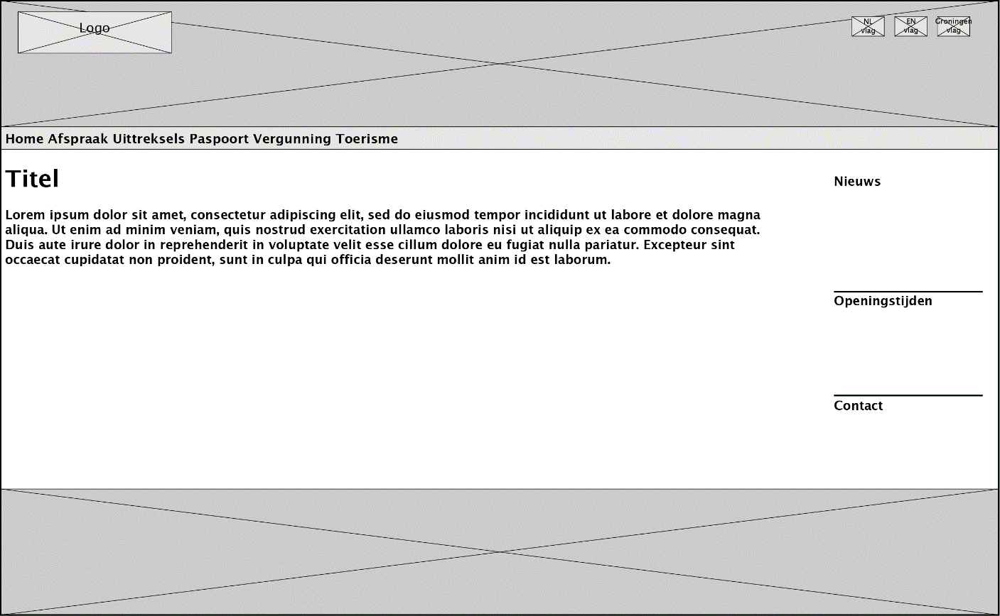 Logo
NL
vlag
EN
vlag
Groningen
vlag
Home Afspraak Uittreksels Paspoort Vergunning Toerisme
Titel
Lorem ipsum dolor sit amet, consectetur adipiscing elit, sed do eiusmod tempor incididunt ut labore et dolore magna
aliqua. Ut enim ad minim veniam, quis nostrud exercitation ullamco laboris nisi ut aliquip ex ea commodo consequat.
Duis aute irure dolor in reprehenderit in voluptate velit esse cillum dolore eu fugiat nulla pariatur. Excepteur sint
occaecat cupidatat non proident, sunt in culpa qui officia deserunt mollit anim id est laborum.
Nieuws
Openingstijden
Contact